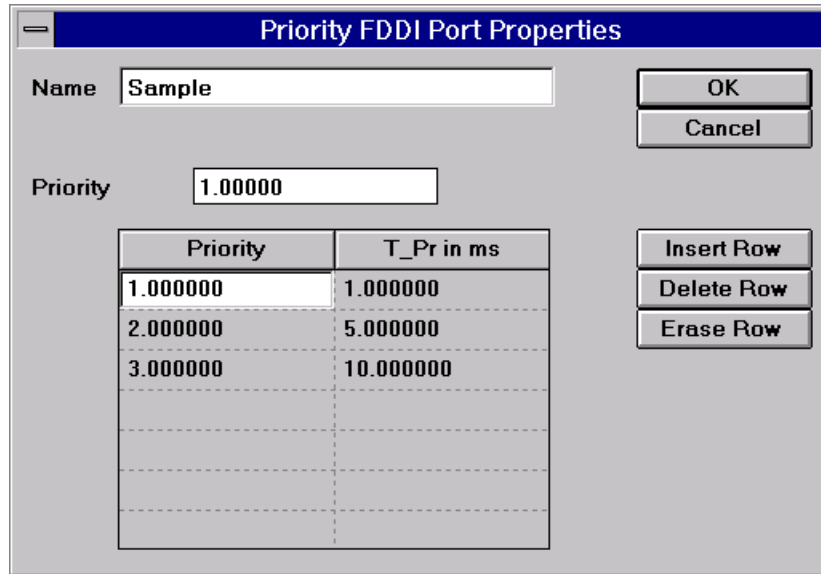 Priority FDDI Port Properties
Name Sample OK
Cancel
Priority 1.00000
Priority T_Pr in ms Insert Row
1.000000 1.000000 Delete Row
2.000000 5.000000 Erase Row
3.000000 10.000000